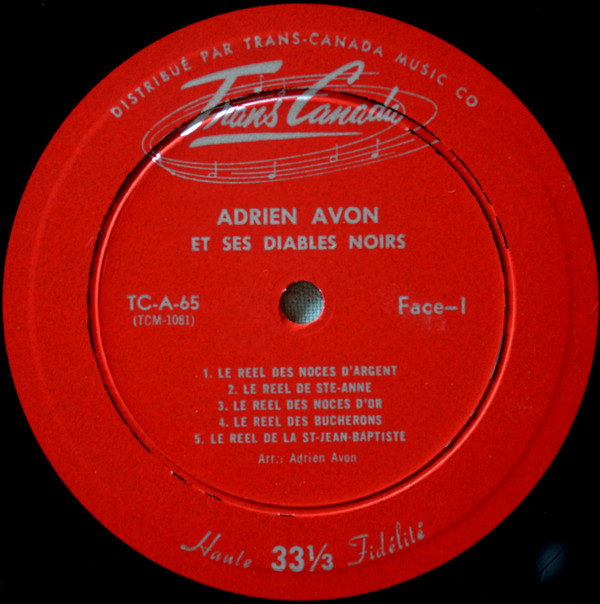 DISTRIBUÉ PAR TRANS-CANADA MUSIC CO
Trans Canada
ADRIEN AVON
ET SES DIABLES NOIRS
TC-A-65
(TCM-1081)
Face-1
1. LE REEL DES NOCES D'ARGENT
2. LE REEL DE STE-ANNE
3. LE REEL DES NOCES D'OR
4. LE REEL DES BUCHERONS
5. LE REEL DE LA ST-JEAN-BAPTISTE
Arr.: Adrien Avon
Haute 33⅓ Fidélité